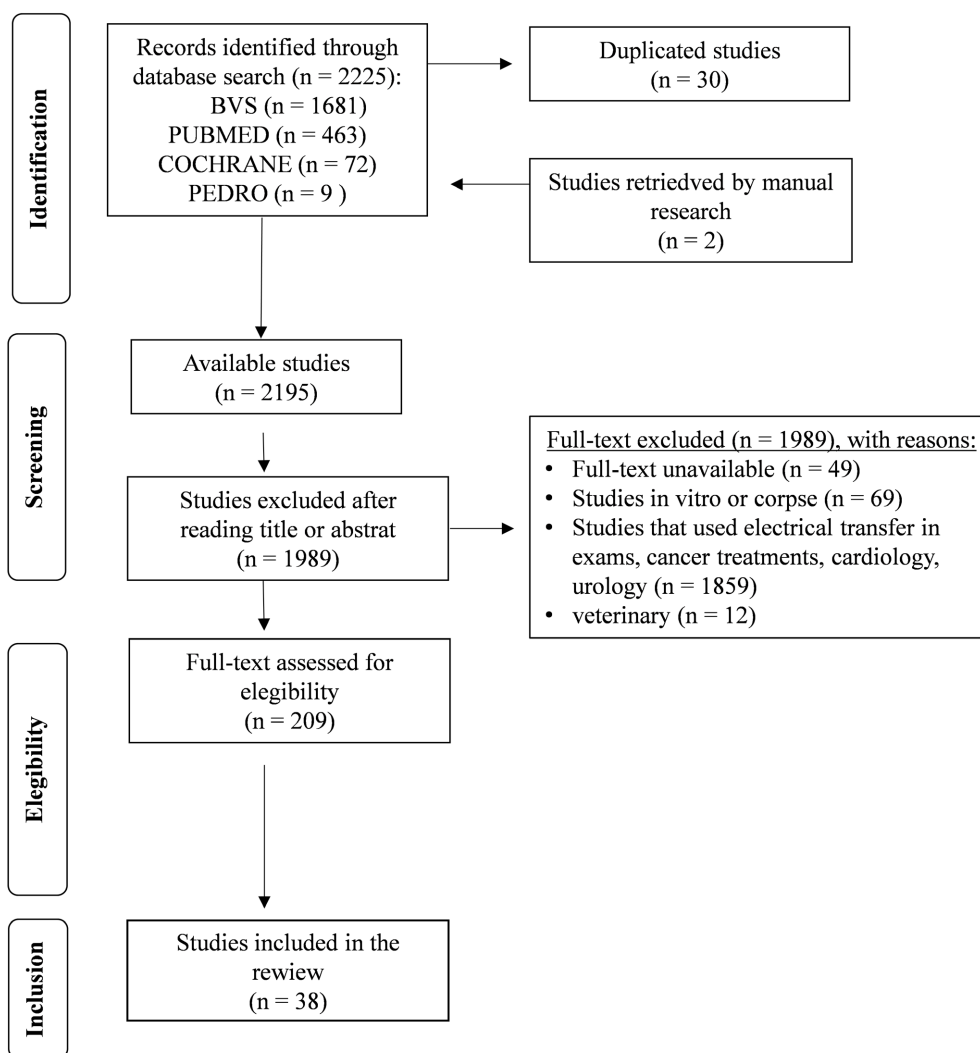 Identification
Records identified through
database search (n = 2225):
BVS (n = 1681)
PUBMED (n = 463)
COCHRANE (n = 72)
PEDRO (n = 9 )
Duplicated studies
(n = 30)
Studies retriedved by manual
research
(n = 2)
Screening
Available studies
(n = 2195)
Studies excluded after
reading title or abstrat
(n = 1989)
Full-text excluded (n = 1989), with reasons:
• Full-text unavailable (n = 49)
• Studies in vitro or corpse (n = 69)
• Studies that used electrical transfer in
exams, cancer treatments, cardiology,
urology (n = 1859)
• veterinary (n = 12)
Elegibility
Full-text assessed for
elegibility
(n = 209)
Inclusion
Studies included in the
rewiew
(n = 38)